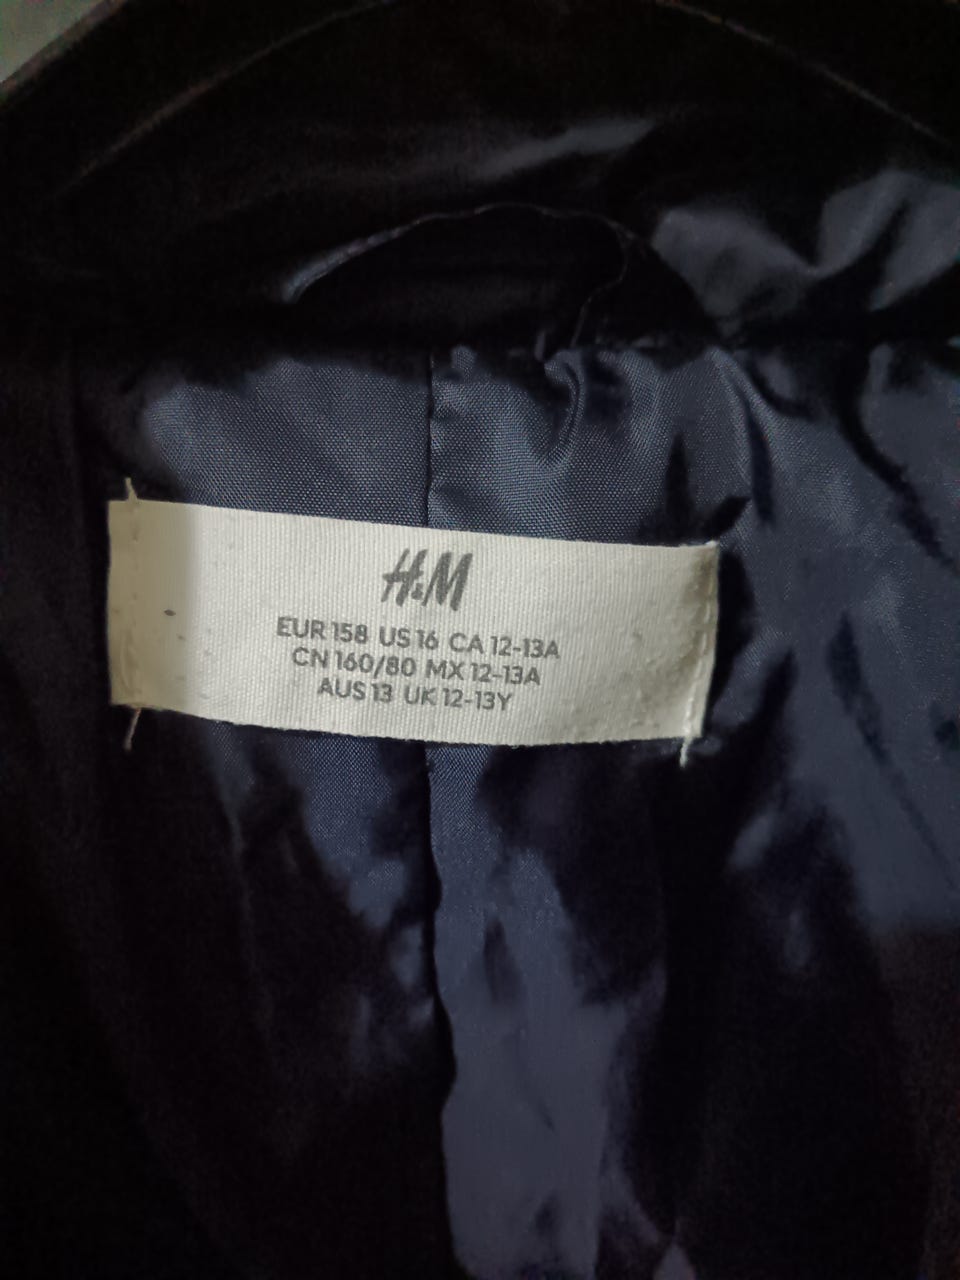 H&M
EUR 158 US 16 CA 12-13A
CN 160/80 MX 12-13A
AUS 13 UK 12-13Y